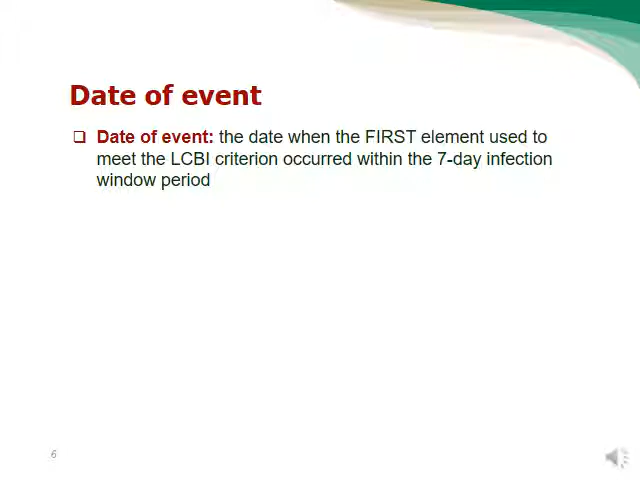 Date of event
❑ Date of event: the date when the FIRST element used to
meet the LCBI criterion occurred within the 7-day infection
window period
6